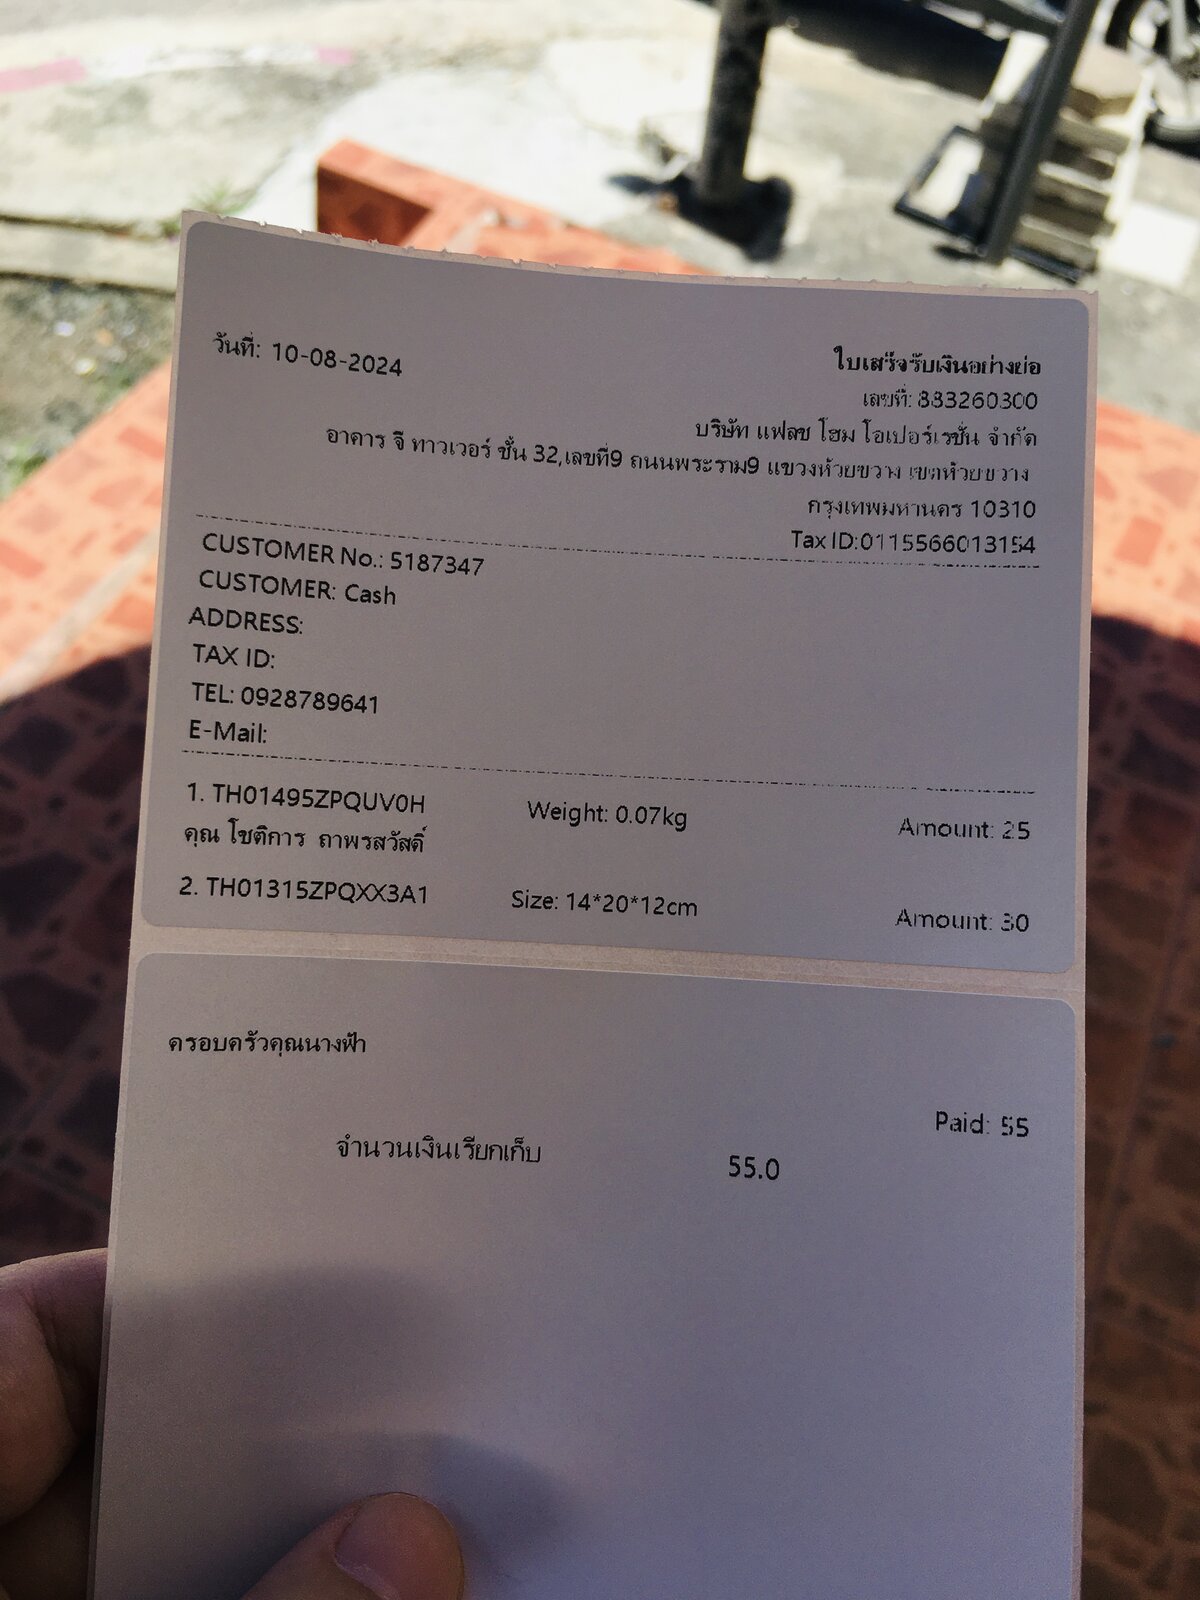 วันที่: 10-08-2024
ใบเสร็จรับเงินอย่างย่อ
เลขที่: 883260300
บริษัท แฟลช โฮม โอเปอร์เรชั่น จำกัด
อาคาร จี ทาวเวอร์ ชั้น 32,เลขที่9 ถนนพระราม9 แขวงห้วยขวาง เขตห้วยขวาง
กรุงเทพมหานคร 10310
Tax ID:0115566013154
CUSTOMER No.: 5187347
CUSTOMER: Cash
ADDRESS:
TAX ID:
TEL: 0928789641
E-Mail:
1. TH01495ZPQUV0H Weight: 0.07kg Amount: 25
คุณ โชติการ ถาพรสวัสดิ์
2. TH01315ZPQXX3A1 Size: 14*20*12cm Amount: 30
ครอบครัวคุณนางฟ้า
Paid: 55
จำนวนเงินเรียกเก็บ 55.0